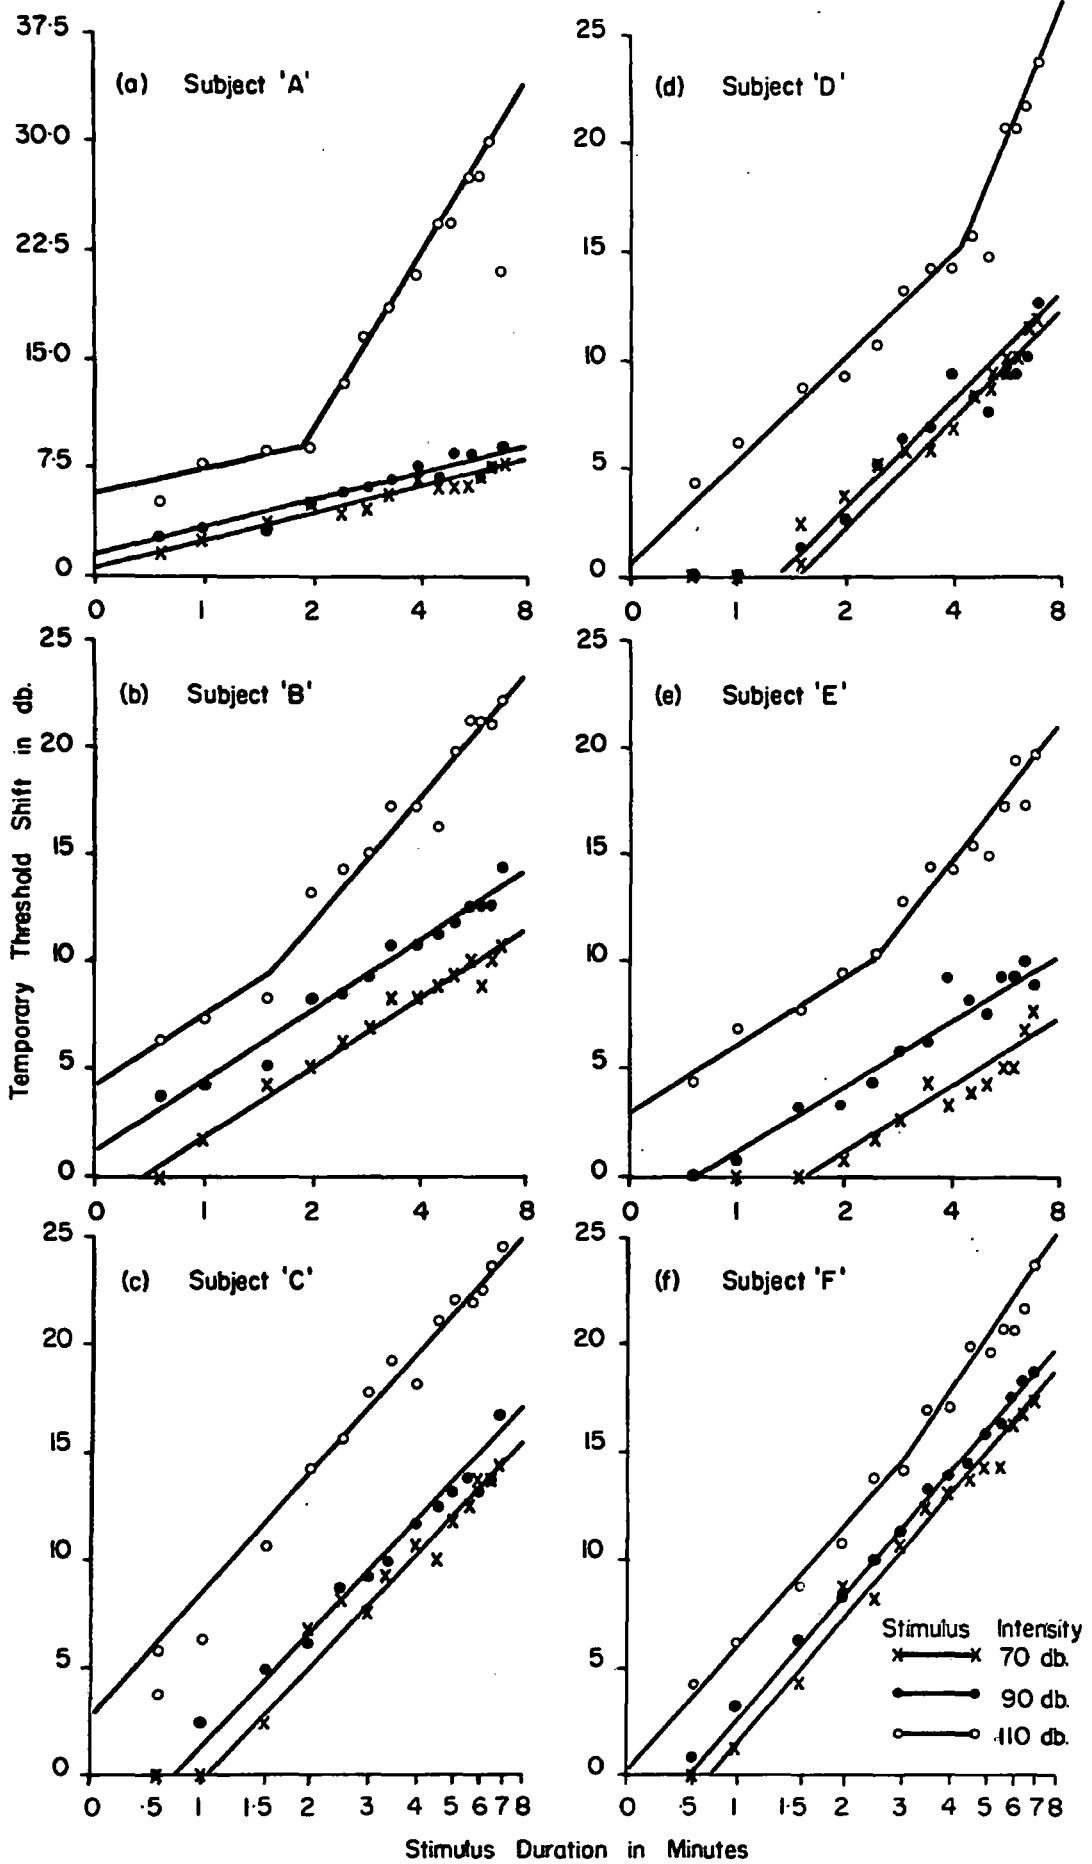 37·5
30·0
22·5
15·0
7·5
0
(a) Subject 'A'
0 1 2 4 8
25
20
15
10
5
0
(d) Subject 'D'
0 1 2 4 8
Temporary Threshold Shift in db.
25
20
15
10
5
0
(b) Subject 'B'
0 1 2 4 8
25
20
15
10
5
0
(e) Subject 'E'
0 1 2 4 8
25
20
15
10
5
0
(c) Subject 'C'
0 ·5 1 1·5 2 3 4 5 6 7 8
25
20
15
10
5
0
(f) Subject 'F'
Stimulus Intensity
70 db.
90 db.
110 db.
0 ·5 1 1·5 2 3 4 5 6 7 8
Stimulus Duration in Minutes